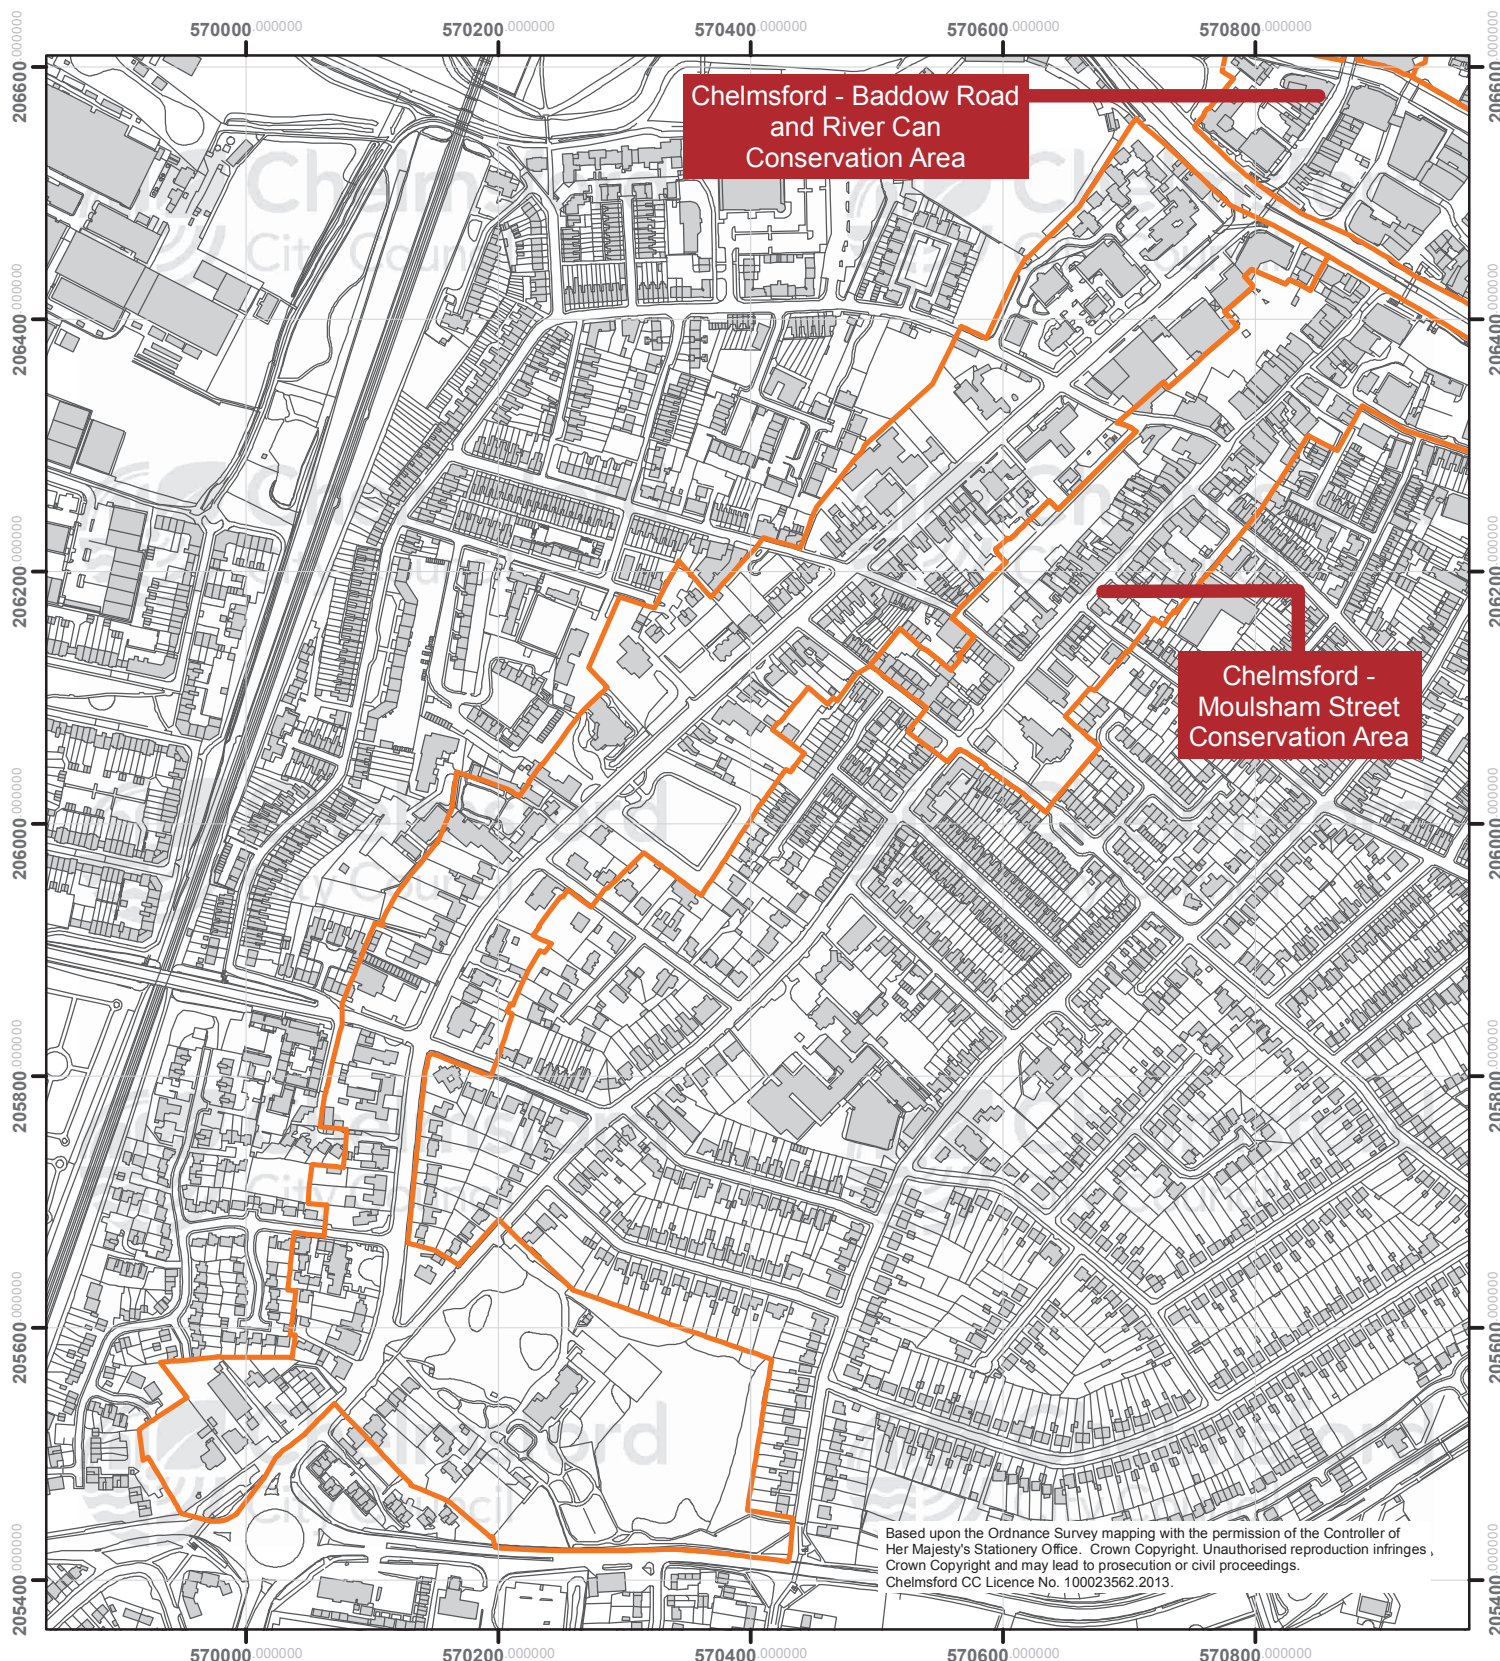 570000.000000 570200.000000 570400.000000 570600.000000 570800.000000
206600.000000
206600.000000
Chelmsford - Baddow Road
and River Can
Conservation Area
206400.000000
206400.000000
206200.000000
206200.000000
Chelmsford -
Moulsham Street
Conservation Area
206000.000000
206000.000000
205800.000000
205800.000000
205600.000000
205600.000000
Chelmsford
City Council
Based upon the Ordnance Survey mapping with the permission of the Controller of
Her Majesty's Stationery Office. Crown Copyright. Unauthorised reproduction infringes
Crown Copyright and may lead to prosecution or civil proceedings.
Chelmsford CC Licence No. 100023562.2013.
205400.000000
205400.000000
570000.000000 570200.000000 570400.000000 570600.000000 570800.000000